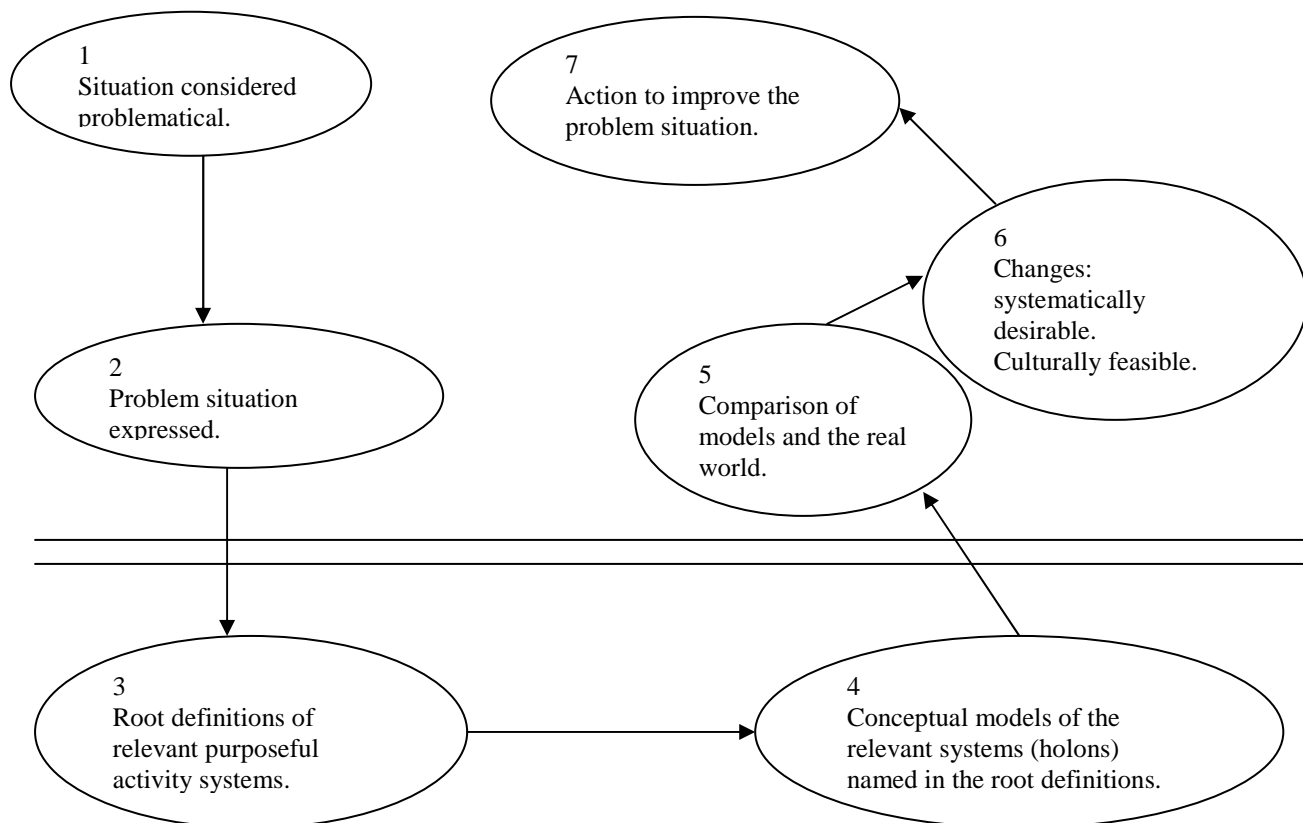 1
Situation considered
problematical.
2
Problem situation
expressed.
3
Root definitions of
relevant purposeful
activity systems.
4
Conceptual models of the
relevant systems (holons)
named in the root definitions.
5
Comparison of
models and the real
world.
6
Changes:
systematically
desirable.
Culturally feasible.
7
Action to improve the
problem situation.